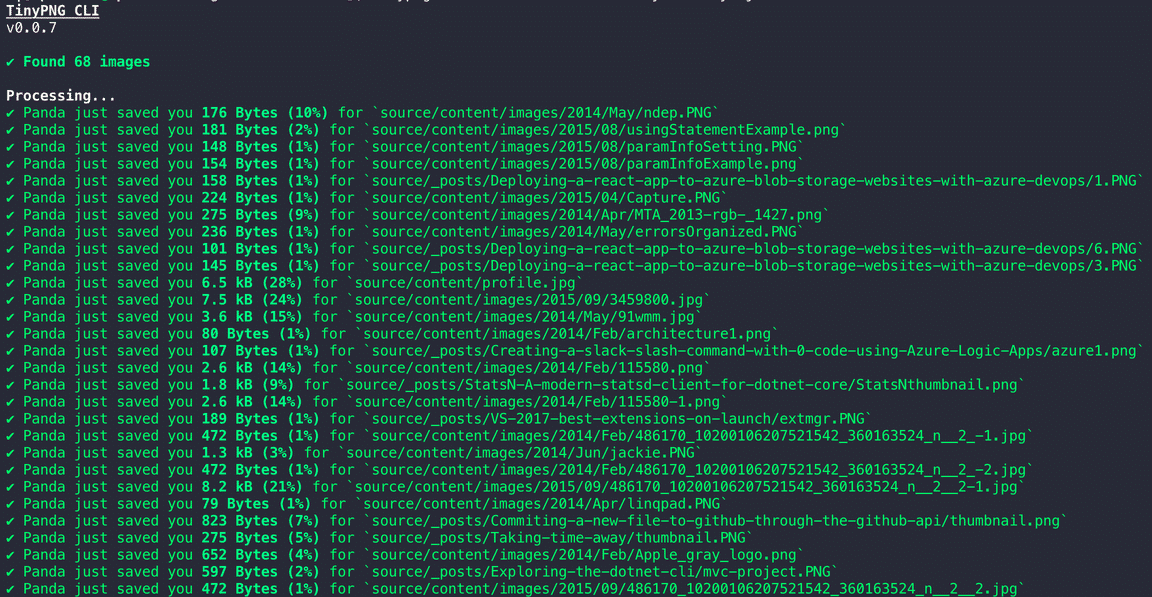 TinyPNG CLI
v0.0.7
✔ Found 68 images
Processing...
✔ Panda just saved you 176 Bytes (10%) for `source/content/images/2014/May/ndep.PNG`
✔ Panda just saved you 181 Bytes (2%) for `source/content/images/2015/08/usingStatementExample.png`
✔ Panda just saved you 148 Bytes (1%) for `source/content/images/2015/08/paramInfoSetting.PNG`
✔ Panda just saved you 154 Bytes (1%) for `source/content/images/2015/08/paramInfoExample.png`
✔ Panda just saved you 158 Bytes (1%) for `source/_posts/Deploying-a-react-app-to-azure-blob-storage-websites-with-azure-devops/1.PNG`
✔ Panda just saved you 224 Bytes (1%) for `source/content/images/2015/04/Capture.PNG`
✔ Panda just saved you 275 Bytes (9%) for `source/content/images/2014/Apr/MTA_2013-rgb-_1427.png`
✔ Panda just saved you 236 Bytes (1%) for `source/content/images/2014/May/errorsOrganized.PNG`
✔ Panda just saved you 101 Bytes (1%) for `source/_posts/Deploying-a-react-app-to-azure-blob-storage-websites-with-azure-devops/6.PNG`
✔ Panda just saved you 145 Bytes (1%) for `source/_posts/Deploying-a-react-app-to-azure-blob-storage-websites-with-azure-devops/3.PNG`
✔ Panda just saved you 6.5 kB (28%) for `source/content/profile.jpg`
✔ Panda just saved you 7.5 kB (24%) for `source/content/images/2015/09/3459800.jpg`
✔ Panda just saved you 3.6 kB (15%) for `source/content/images/2014/May/91wmm.jpg`
✔ Panda just saved you 80 Bytes (1%) for `source/content/images/2014/Feb/architecture1.png`
✔ Panda just saved you 107 Bytes (1%) for `source/_posts/Creating-a-slack-slash-command-with-0-code-using-Azure-Logic-Apps/azure1.png`
✔ Panda just saved you 2.6 kB (14%) for `source/content/images/2014/Feb/115580.png`
✔ Panda just saved you 1.8 kB (9%) for `source/_posts/StatsN-A-modern-statsd-client-for-dotnet-core/StatsNthumbnail.png`
✔ Panda just saved you 2.6 kB (14%) for `source/content/images/2014/Feb/115580-1.png`
✔ Panda just saved you 189 Bytes (1%) for `source/_posts/VS-2017-best-extensions-on-launch/extmgr.PNG`
✔ Panda just saved you 472 Bytes (1%) for `source/content/images/2014/Feb/486170_10200106207521542_360163524_n__2_-1.jpg`
✔ Panda just saved you 1.3 kB (3%) for `source/content/images/2014/Jun/jackie.PNG`
✔ Panda just saved you 472 Bytes (1%) for `source/content/images/2014/Feb/486170_10200106207521542_360163524_n__2_-2.jpg`
✔ Panda just saved you 8.2 kB (21%) for `source/content/images/2015/09/486170_10200106207521542_360163524_n__2__2-1.jpg`
✔ Panda just saved you 79 Bytes (1%) for `source/content/images/2014/Apr/linqpad.PNG`
✔ Panda just saved you 823 Bytes (7%) for `source/_posts/Commiting-a-new-file-to-github-through-the-github-api/thumbnail.png`
✔ Panda just saved you 275 Bytes (5%) for `source/_posts/Taking-time-away/thumbnail.PNG`
✔ Panda just saved you 652 Bytes (4%) for `source/content/images/2014/Feb/Apple_gray_logo.png`
✔ Panda just saved you 597 Bytes (2%) for `source/_posts/Exploring-the-dotnet-cli/mvc-project.PNG`
✔ Panda just saved you 472 Bytes (1%) for `source/content/images/2015/09/486170_10200106207521542_360163524_n__2__2.jpg`